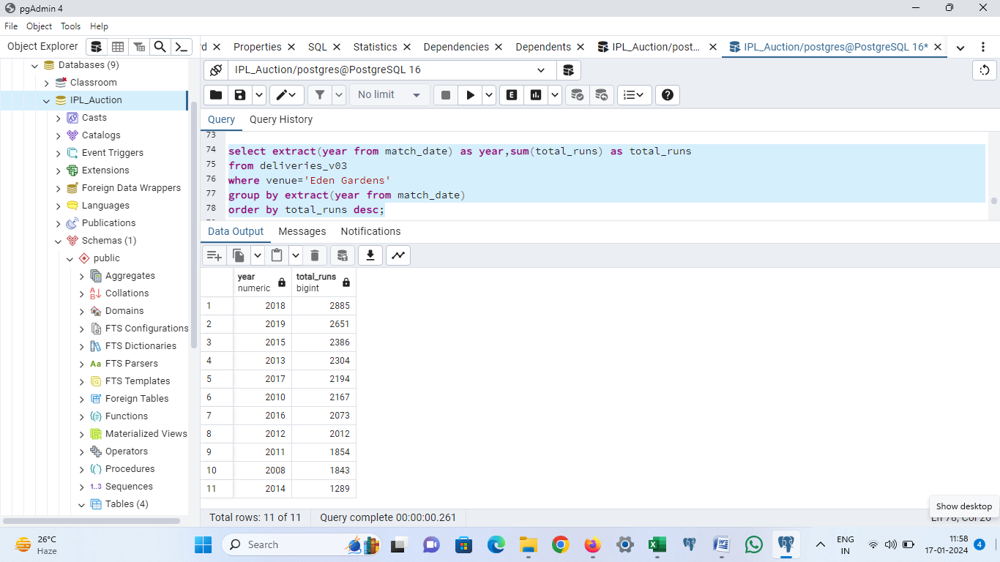 pgAdmin 4
File Object Tools Help
Object Explorer
Properties SQL Statistics Dependencies Dependents IPL_Auction/post... IPL_Auction/postgres@PostgreSQL 16*
Databases (9)
Classroom
IPL_Auction
Casts
Catalogs
Event Triggers
Extensions
Foreign Data Wrappers
Languages
Publications
Schemas (1)
public
Aggregates
Collations
Domains
FTS Configurations
FTS Dictionaries
Aa FTS Parsers
FTS Templates
Foreign Tables
Functions
Materialized Views
Operators
Procedures
1..3 Sequences
Tables (4)
IPL_Auction/postgres@PostgreSQL 16
No limit
E
Query Query History
73
74 select extract(year from match_date) as year,sum(total_runs) as total_runs
75 from deliveries_v03
76 where venue='Eden Gardens'
77 group by extract(year from match_date)
78 order by total_runs desc;
Data Output Messages Notifications
year total_runs
numeric bigint
1 2018 2885
2 2019 2651
3 2015 2386
4 2013 2304
5 2017 2194
6 2010 2167
7 2016 2073
8 2012 2012
9 2011 1854
10 2008 1843
11 2014 1289
Total rows: 11 of 11 Query complete 00:00:00.261
Show desktop
Ln 78, Col 26
26°C
Haze
Search
ENG
IN
11:58
17-01-2024
4